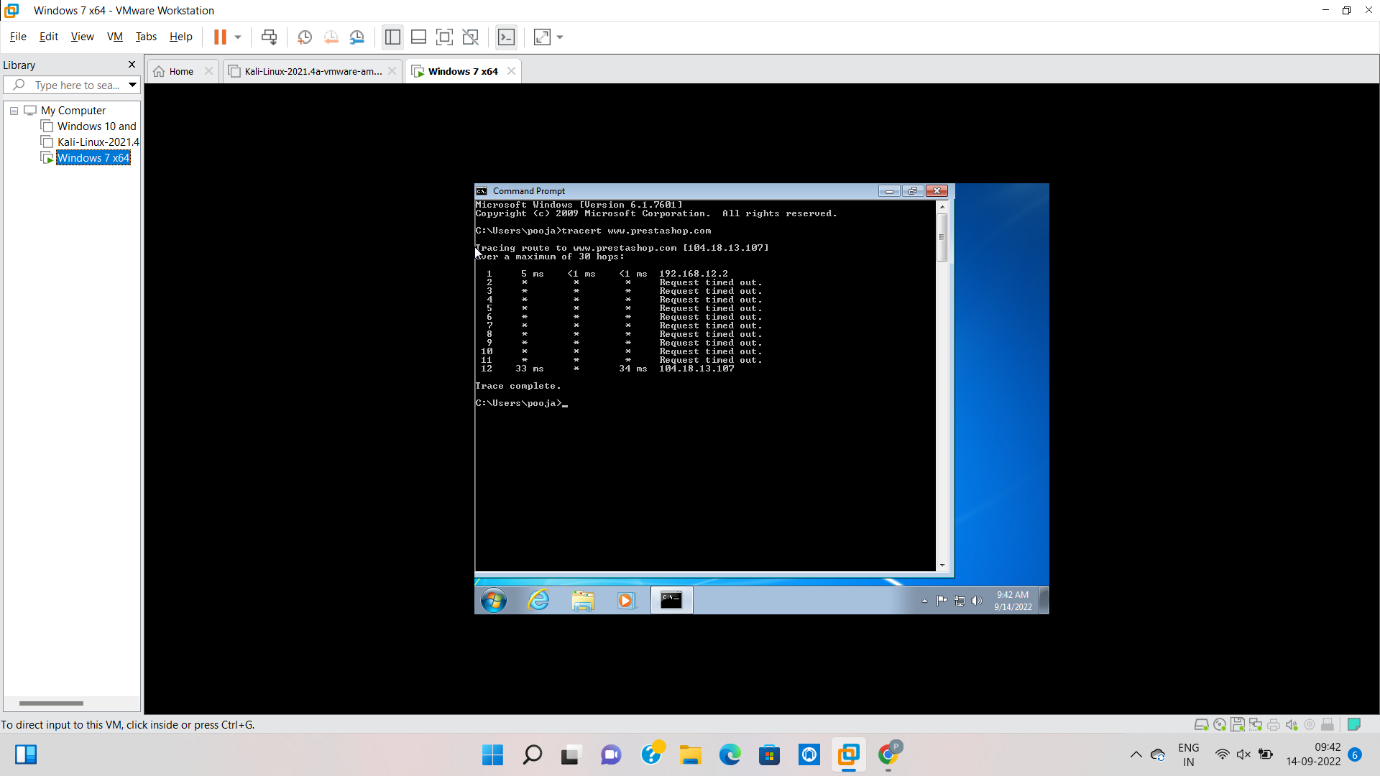 Windows 7 x64 - VMware Workstation
File Edit View VM Tabs Help
Library
Type here to sea...
My Computer
Windows 10 and
Kali-Linux-2021.4
Windows 7 x64
Home
Kali-Linux-2021.4a-vmware-am...
Windows 7 x64
Command Prompt
Microsoft Windows [Version 6.1.7601]
Copyright (c) 2009 Microsoft Corporation.  All rights reserved.
C:\Users\pooja>tracert www.prestashop.com
Tracing route to www.prestashop.com [104.18.13.107]
over a maximum of 30 hops:
1 5 ms <1 ms <1 ms 192.168.12.2
2 * * * Request timed out.
3 * * * Request timed out.
4 * * * Request timed out.
5 * * * Request timed out.
6 * * * Request timed out.
7 * * * Request timed out.
8 * * * Request timed out.
9 * * * Request timed out.
10 * * * Request timed out.
11 * * * Request timed out.
12 33 ms * 34 ms 104.18.13.107
Trace complete.
C:\Users\pooja>_
9:42 AM
9/14/2022
To direct input to this VM, click inside or press Ctrl+G.
ENG
IN
09:42
14-09-2022
6
P